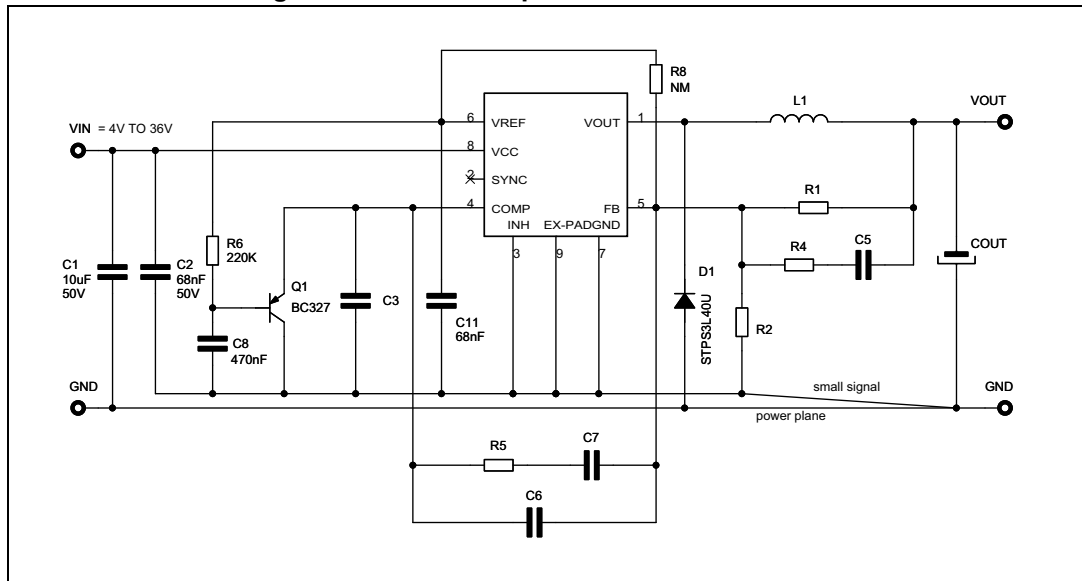 R8
NM
L1
VOUT
VIN = 4V TO 36V
6
VREF
VOUT
1
8
VCC
2
SYNC
R1
4
COMP
FB
5
INH
EX-PAD
GND
R6
220K
3
9
7
R4
C5
COUT
C1
10uF
50V
C2
68nF
50V
Q1
BC327
C3
D1
STPS3L40U
C11
68nF
R2
C8
470nF
small signal
GND
GND
power plane
R5
C7
C6